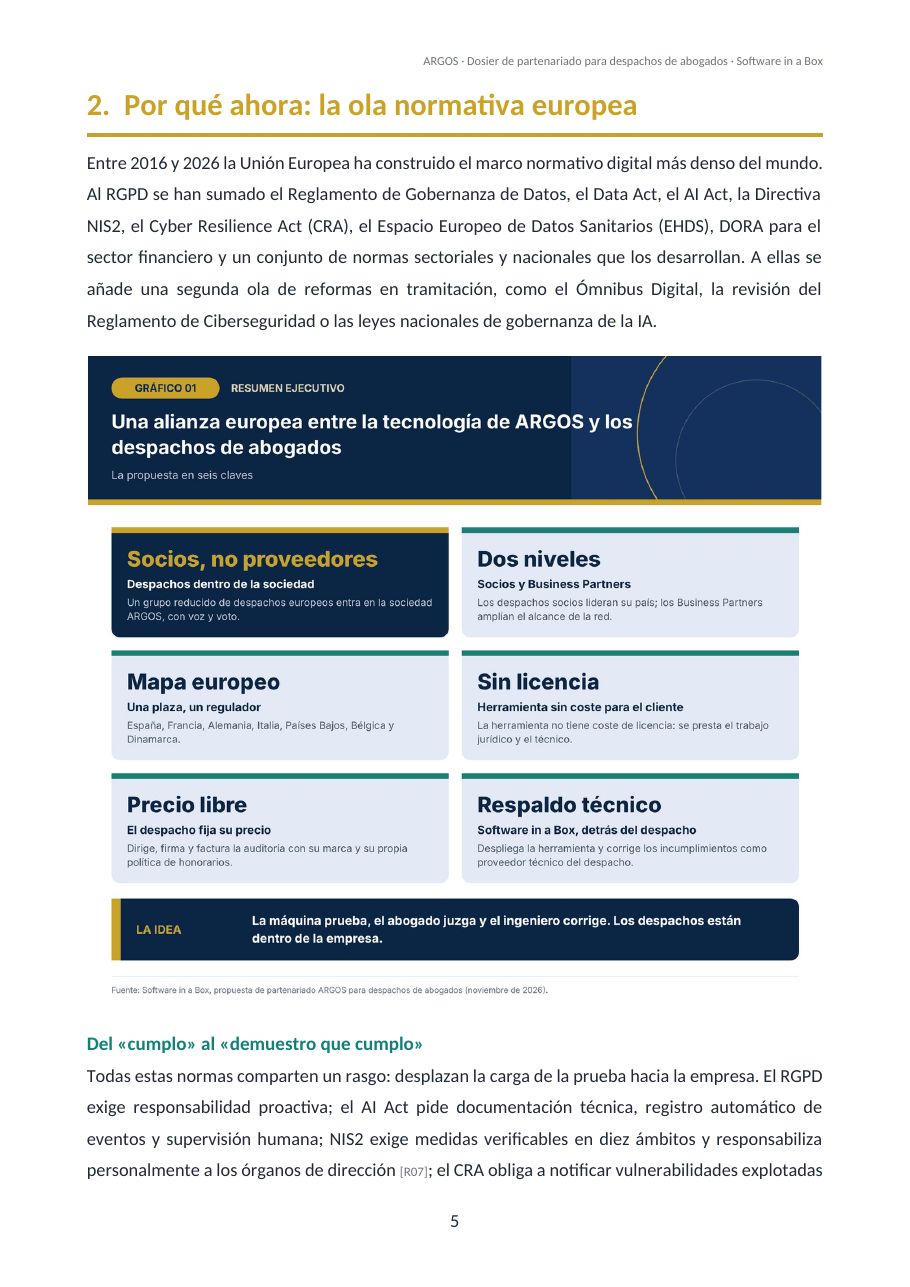 ARGOS · Dosier de partenariado para despachos de abogados · Software in a Box
2. Por qué ahora: la ola normativa europea
Entre 2016 y 2026 la Unión Europea ha construido el marco normativo digital más denso del mundo.
Al RGPD se han sumado el Reglamento de Gobernanza de Datos, el Data Act, el AI Act, la Directiva
NIS2, el Cyber Resilience Act (CRA), el Espacio Europeo de Datos Sanitarios (EHDS), DORA para el
sector financiero y un conjunto de normas sectoriales y nacionales que los desarrollan. A ellas se
añade una segunda ola de reformas en tramitación, como el Ómnibus Digital, la revisión del
Reglamento de Ciberseguridad o las leyes nacionales de gobernanza de la IA.
GRÁFICO 01 RESUMEN EJECUTIVO
Una alianza europea entre la tecnología de ARGOS y los
despachos de abogados
La propuesta en seis claves
Socios, no proveedores
Despachos dentro de la sociedad
Un grupo reducido de despachos europeos entra en la sociedad
ARGOS, con voz y voto.
Dos niveles
Socios y Business Partners
Los despachos socios lideran su país; los Business Partners
amplían el alcance de la red.
Mapa europeo
Una plaza, un regulador
España, Francia, Alemania, Italia, Países Bajos, Bélgica y
Dinamarca.
Sin licencia
Herramienta sin coste para el cliente
La herramienta no tiene coste de licencia: se presta el trabajo
jurídico y el técnico.
Precio libre
El despacho fija su precio
Dirige, firma y factura la auditoría con su marca y su propia
política de honorarios.
Respaldo técnico
Software in a Box, detrás del despacho
Despliega la herramienta y corrige los incumplimientos como
proveedor técnico del despacho.
LA IDEA
La máquina prueba, el abogado juzga y el ingeniero corrige. Los despachos están
dentro de la empresa.
Fuente: Software in a Box, propuesta de partenariado ARGOS para despachos de abogados (noviembre de 2026).
Del «cumplo» al «demuestro que cumplo»
Todas estas normas comparten un rasgo: desplazan la carga de la prueba hacia la empresa. El RGPD
exige responsabilidad proactiva; el AI Act pide documentación técnica, registro automático de
eventos y supervisión humana; NIS2 exige medidas verificables en diez ámbitos y responsabiliza
personalmente a los órganos de dirección [R07]; el CRA obliga a notificar vulnerabilidades explotadas
5